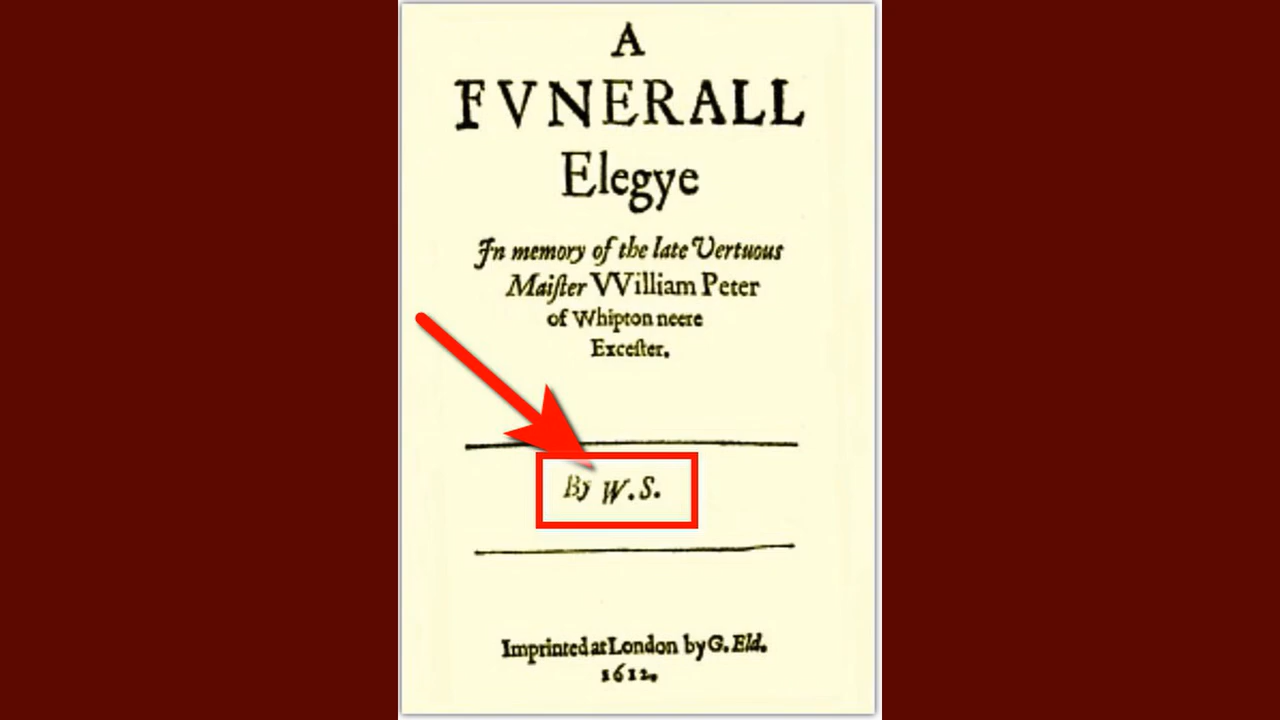 A
FVNERALL
Elegye
In memory of the late Vertuous
Maiſter VVilliam Peter
of Whipton neere
Exceſter.
By W.S.
Imprinted at London by G. Eld.
1612.